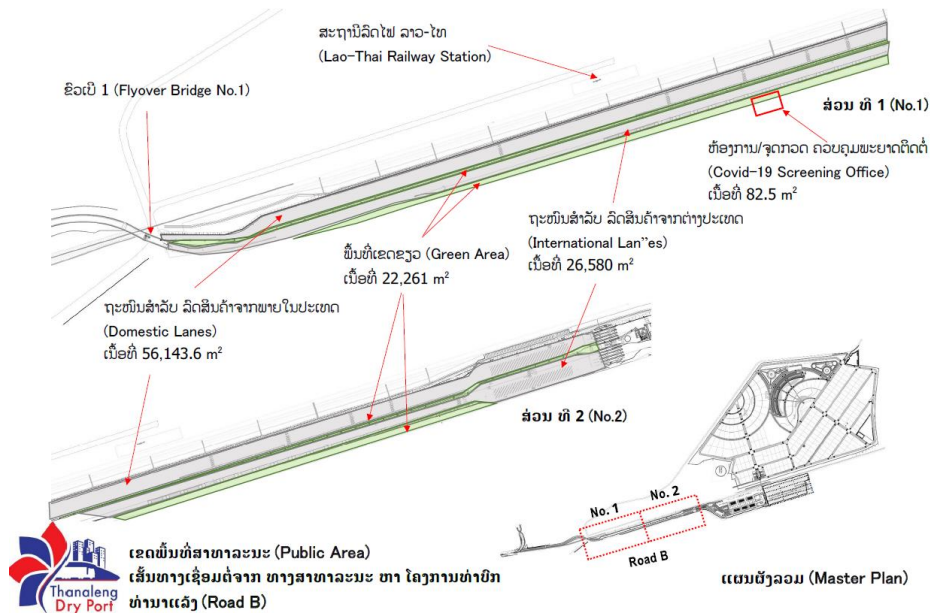 ສະຖານີລົດໄຟ ລາວ-ໄທ
(Lao-Thai Railway Station)
ຂົວເບີ 1 (Flyover Bridge No.1)
ສ່ວນ ທີ 1 (No.1)
ຫ້ອງການ/ຈຸດກວດ ຄວບຄຸມພະຍາດຕິດຕໍ່
(Covid-19 Screening Office)
ເນື້ອທີ່ 82.5 m²
ຖະໜົນສຳລັບ ລົດສິນຄ້າຈາກຕ່າງປະເທດ
(International Lan"es)
ເນື້ອທີ່ 26,580 m²
ພຶ້ນທີ່ເຂດຂຽວ (Green Area)
ເນື້ອທີ່ 22,261 m²
ຖະໜົນສຳລັບ ລົດສິນຄ້າຈາກພາຍໃນປະເທດ
(Domestic Lanes)
ເນື້ອທີ່ 56,143.6 m²
ສ່ວນ ທີ 2 (No.2)
No. 1
No. 2
Road B
ແຜນຜັງລວມ (Master Plan)
Thanaleng
Dry Port
ເຂດພື້ນທີ່ສາທາລະນະ (Public Area)
ເສັ້ນທາງເຊື່ອມຕໍ່ຈາກ ທາງສາທາລະນະ ຫາ ໂຄງການທ່າບົກ
ທ່ານາແລ້ງ (Road B)